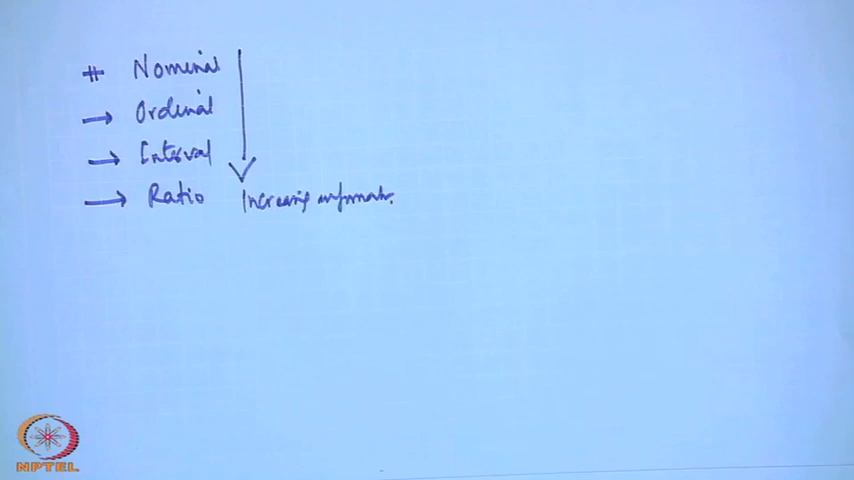 # Nominal
→ Ordinal
→ Interval
→ Ratio Increasing information.
NPTEL